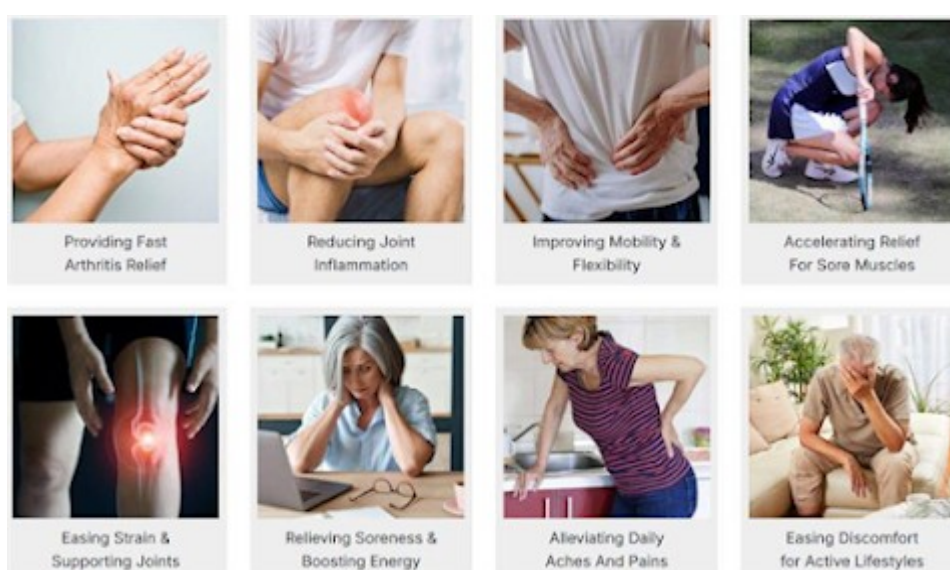 Providing Fast
Arthritis Relief
Reducing Joint
Inflammation
Improving Mobility &
Flexibility
Accelerating Relief
For Sore Muscles
Easing Strain &
Supporting Joints
Relieving Soreness &
Boosting Energy
Alleviating Daily
Aches And Pains
Easing Discomfort
for Active Lifestyles